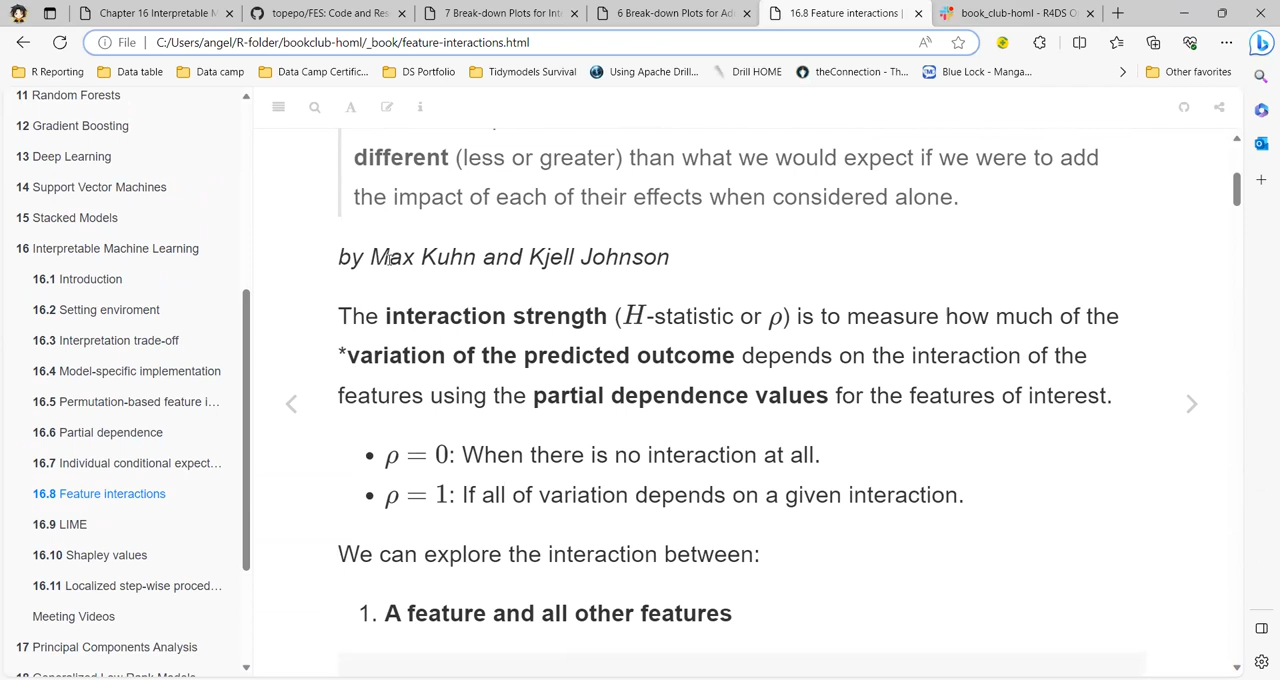 Chapter 16 Interpretable M
topepo/FES: Code and Res
7 Break-down Plots for Int
6 Break-down Plots for Ad
16.8 Feature interactions |
book_club-homl - R4DS O
File C:/Users/angel/R-folder/bookclub-homl/_book/feature-interactions.html
R Reporting
Data table
Data camp
Data Camp Certific...
DS Portfolio
Tidymodels Survival
Using Apache Drill...
Drill HOME
theConnection - Th...
Blue Lock - Manga...
Other favorites
11 Random Forests
12 Gradient Boosting
13 Deep Learning
14 Support Vector Machines
15 Stacked Models
16 Interpretable Machine Learning
16.1 Introduction
16.2 Setting enviroment
16.3 Interpretation trade-off
16.4 Model-specific implementation
16.5 Permutation-based feature i...
16.6 Partial dependence
16.7 Individual conditional expect...
16.8 Feature interactions
16.9 LIME
16.10 Shapley values
16.11 Localized step-wise proced...
Meeting Videos
17 Principal Components Analysis
different (less or greater) than what we would expect if we were to add
the impact of each of their effects when considered alone.
by Max Kuhn and Kjell Johnson
The interaction strength (H-statistic or ρ) is to measure how much of the
*variation of the predicted outcome depends on the interaction of the
features using the partial dependence values for the features of interest.
• ρ = 0: When there is no interaction at all.
• ρ = 1: If all of variation depends on a given interaction.
We can explore the interaction between:
1. A feature and all other features